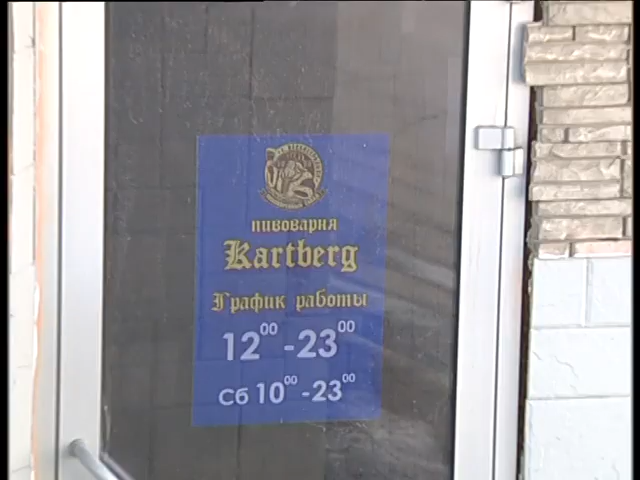 пивоварня
Kartberg
График работы
12⁰⁰ -23⁰⁰
Сб 10⁰⁰ -23⁰⁰